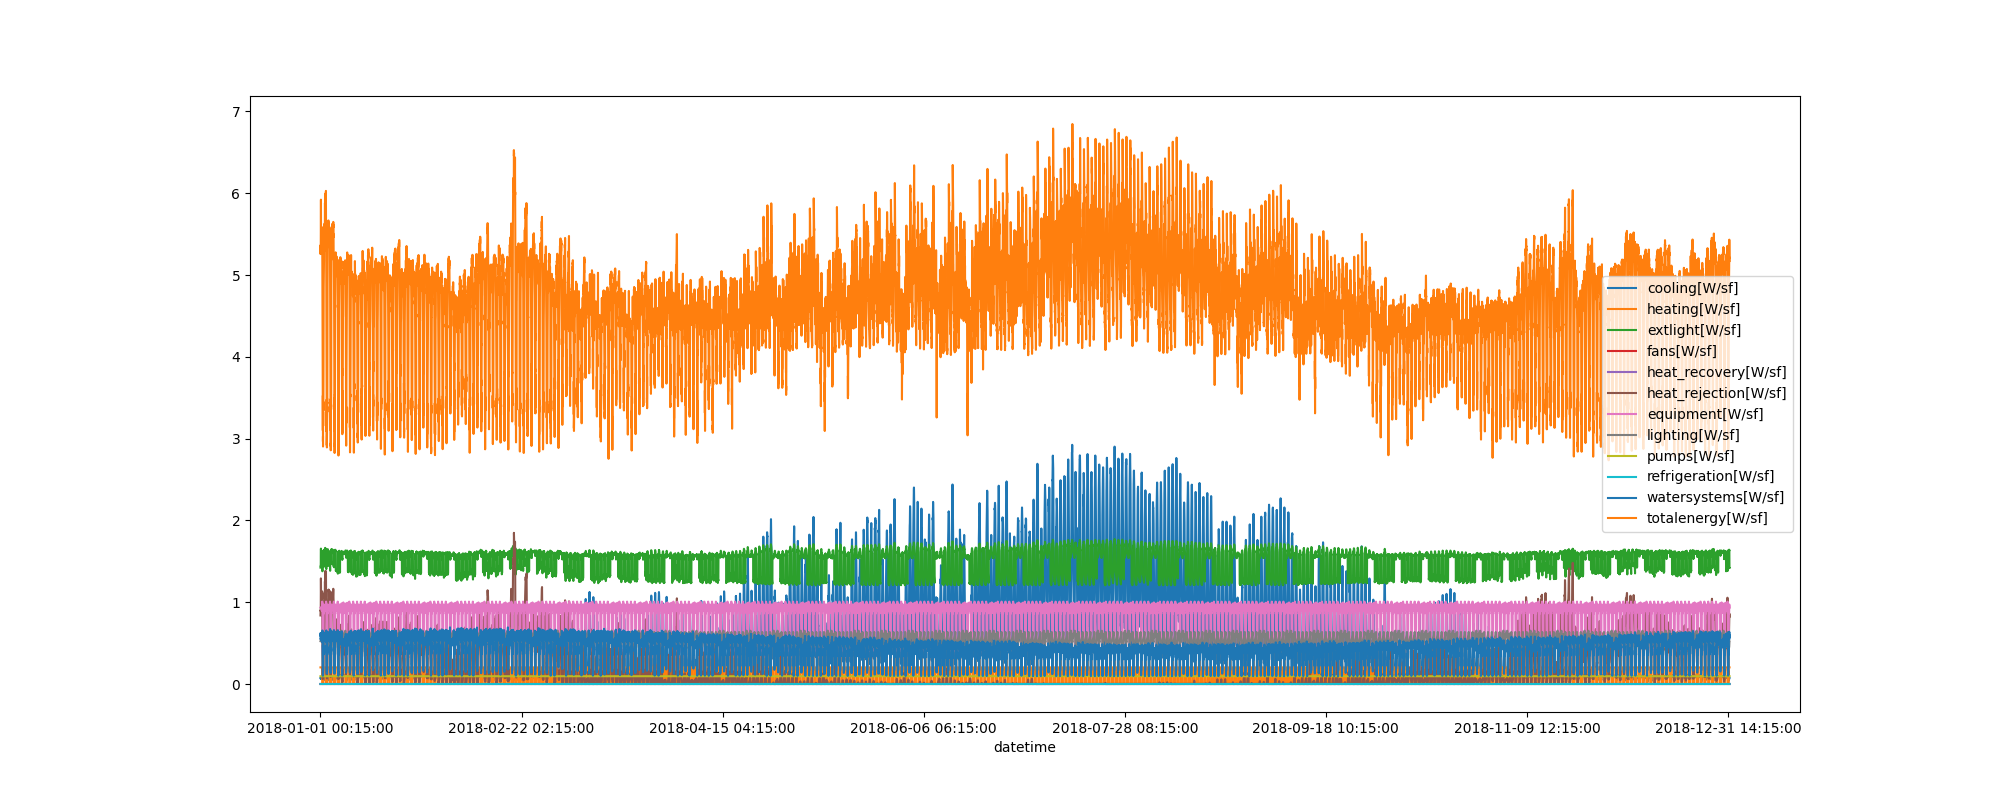 7
6
5
4
3
2
1
0
cooling[W/sf]
heating[W/sf]
extlight[W/sf]
fans[W/sf]
heat_recovery[W/sf]
heat_rejection[W/sf]
equipment[W/sf]
lighting[W/sf]
pumps[W/sf]
refrigeration[W/sf]
watersystems[W/sf]
totalenergy[W/sf]
2018-01-01 00:15:00 2018-02-22 02:15:00 2018-04-15 04:15:00 2018-06-06 06:15:00 2018-07-28 08:15:00 2018-09-18 10:15:00 2018-11-09 12:15:00 2018-12-31 14:15:00
datetime